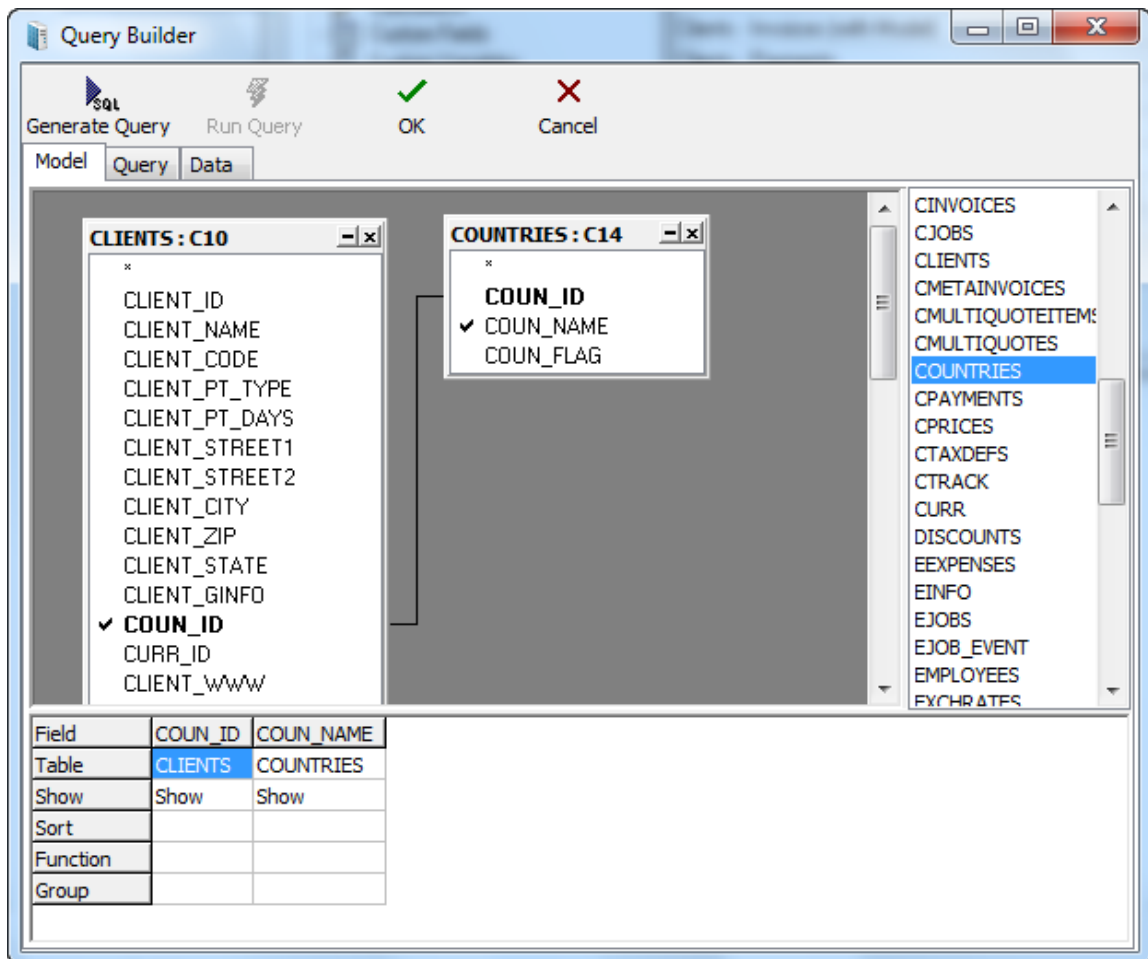 Query Builder
SQL
Generate Query Run Query OK Cancel
Model Query Data
CLIENTS : C10
*
CLIENT_ID
CLIENT_NAME
CLIENT_CODE
CLIENT_PT_TYPE
CLIENT_PT_DAYS
CLIENT_STREET1
CLIENT_STREET2
CLIENT_CITY
CLIENT_ZIP
CLIENT_STATE
CLIENT_GINFO
COUN_ID
CURR_ID
CLIENT_WWW
COUNTRIES : C14
*
COUN_ID
COUN_NAME
COUN_FLAG
CINVOICES
CJOBS
CLIENTS
CMETAINVOICES
CMULTIQUOTEITEMS
CMULTIQUOTES
COUNTRIES
CPAYMENTS
CPRICES
CTAXDEFS
CTRACK
CURR
DISCOUNTS
EEXPENSES
EINFO
EJOBS
EJOB_EVENT
EMPLOYEES
EXCHRATES
Field COUN_ID COUN_NAME
Table CLIENTS COUNTRIES
Show Show Show
Sort
Function
Group